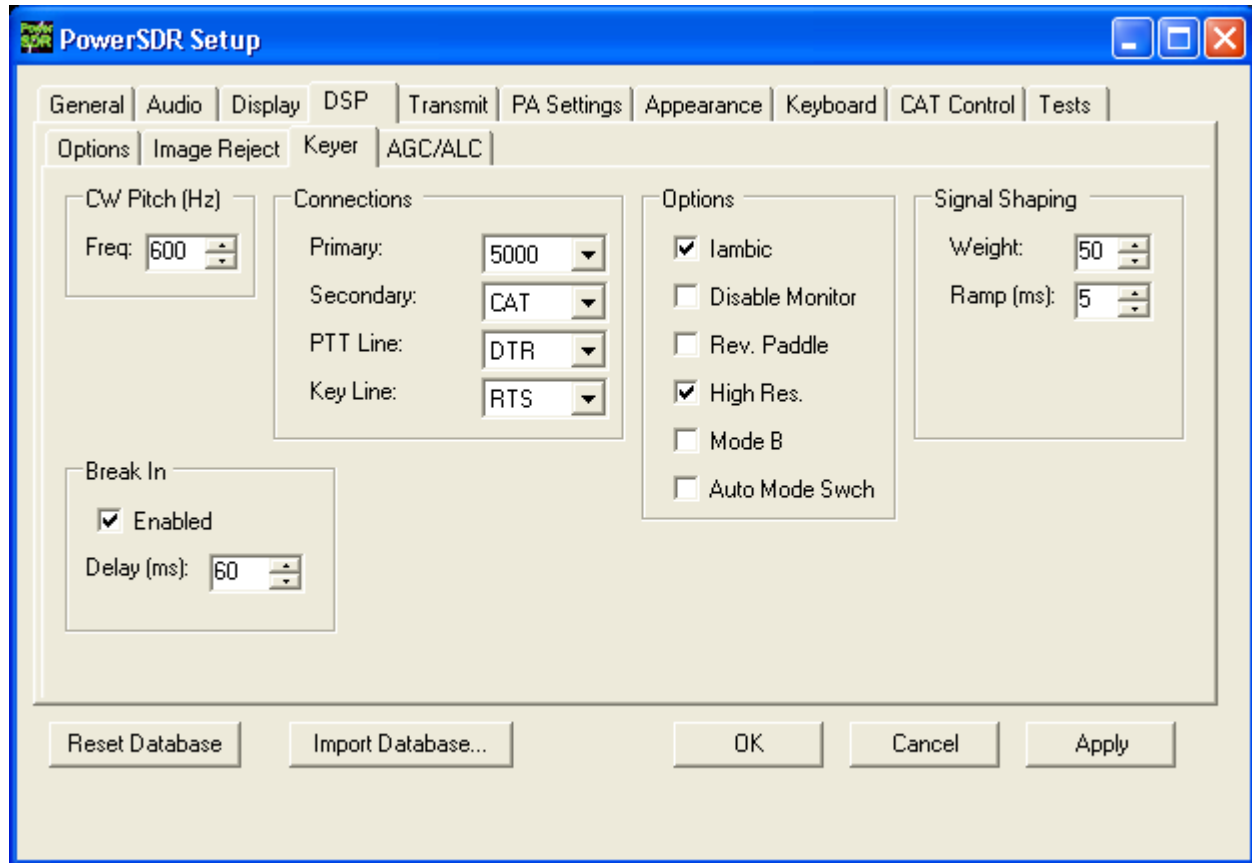 Power SDR PowerSDR Setup
General Audio Display DSP Transmit PA Settings Appearance Keyboard CAT Control Tests
Options Image Reject Keyer AGC/ALC
CW Pitch (Hz)
Freq: 600
Connections
Primary: 5000
Secondary: CAT
PTT Line: DTR
Key Line: RTS
Options
Iambic
Disable Monitor
Rev. Paddle
High Res.
Mode B
Auto Mode Swch
Signal Shaping
Weight: 50
Ramp (ms): 5
Break In
Enabled
Delay (ms): 60
Reset Database Import Database... OK Cancel Apply